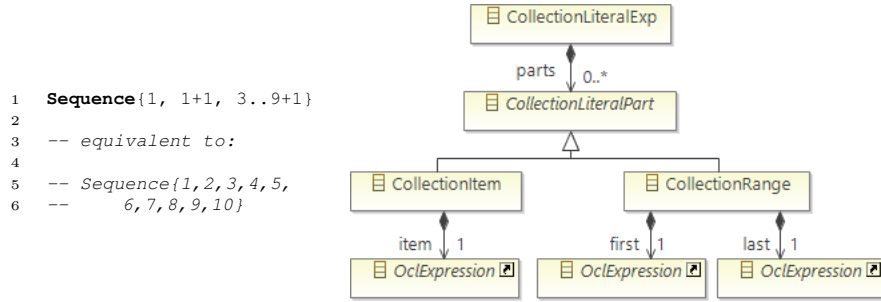 1 Sequence{1, 1+1, 3..9+1}
2
3 -- equivalent to:
4
5 -- Sequence{1,2,3,4,5,
6 -- 6,7,8,9,10}
CollectionLiteralExp
parts 0..*
CollectionLiteralPart
CollectionItem CollectionRange
item 1 first 1 last 1
OclExpression OclExpression OclExpression